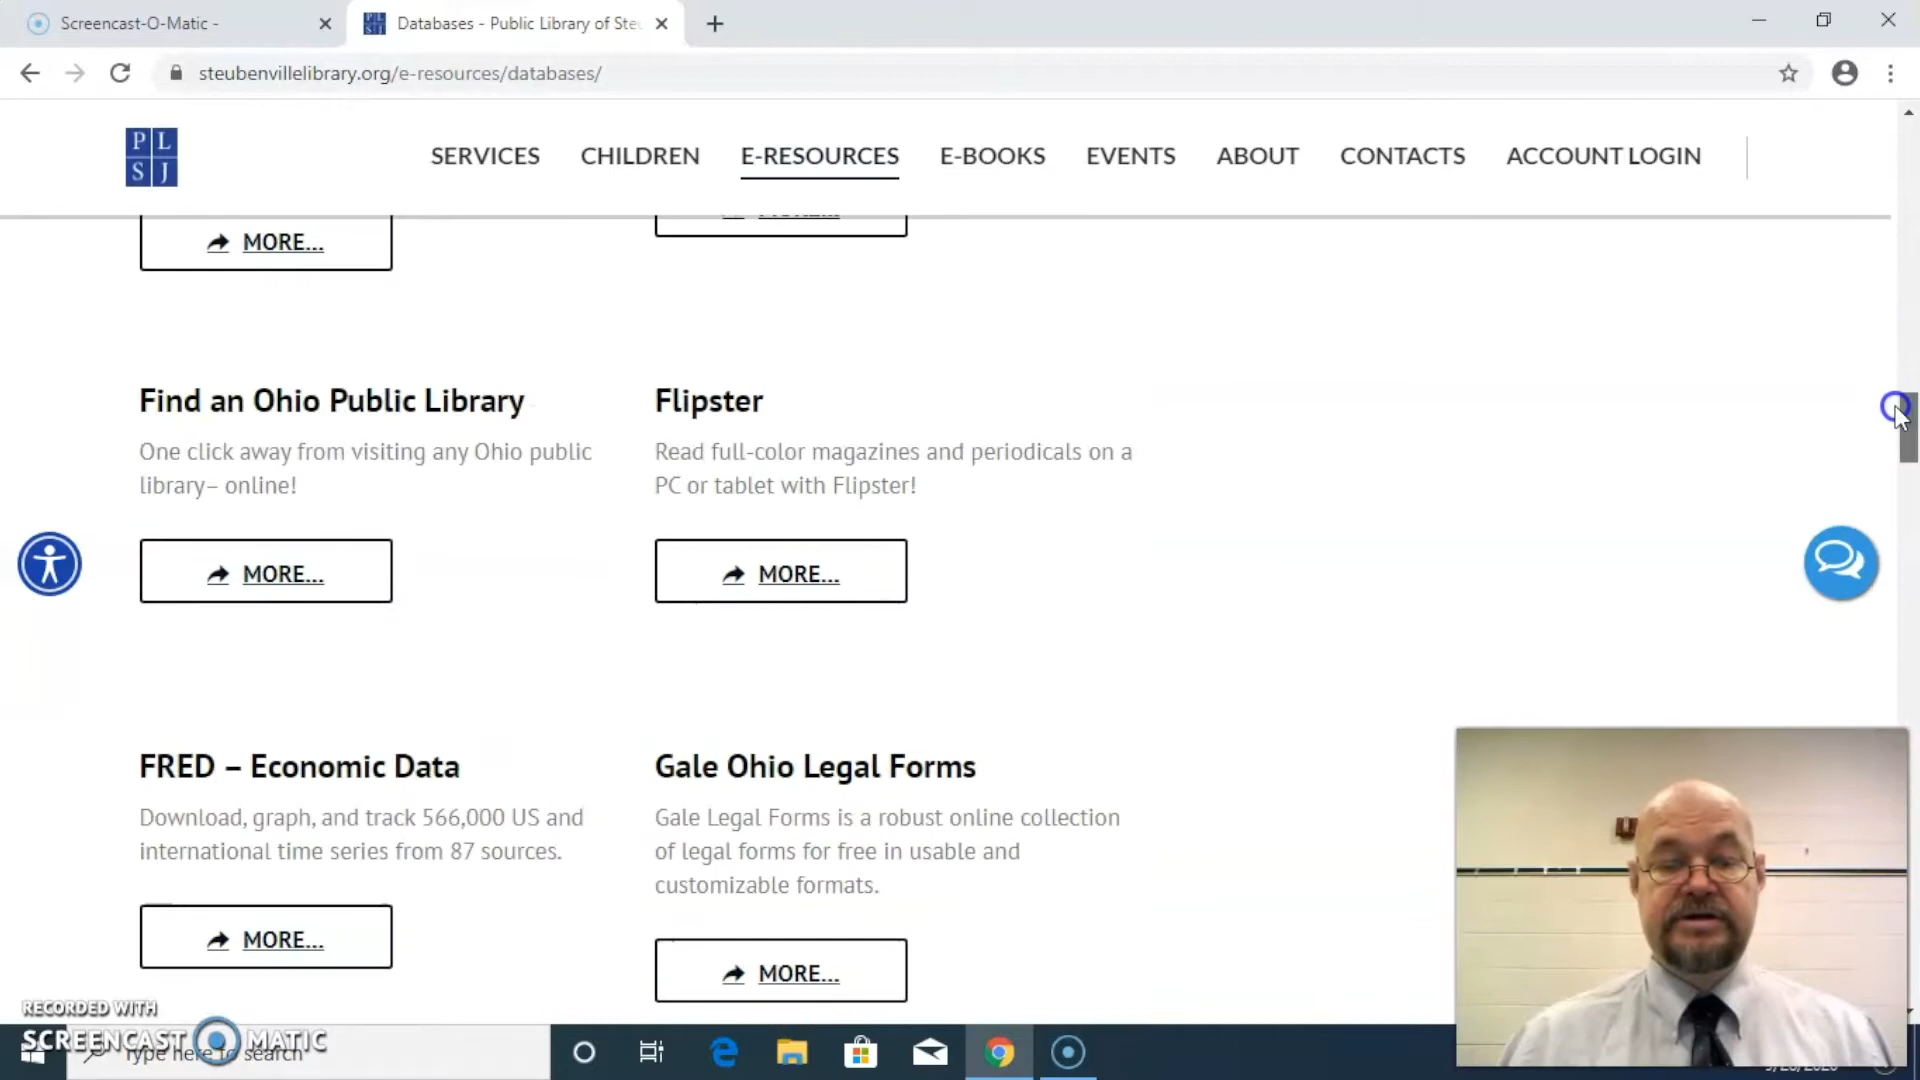 Screencast-O-Matic -
Databases - Public Library of Ste
steubenvillelibrary.org/e-resources/databases/
P L
S J
SERVICES CHILDREN E-RESOURCES E-BOOKS EVENTS ABOUT CONTACTS ACCOUNT LOGIN
MORE...
Find an Ohio Public Library
One click away from visiting any Ohio public
library– online!
MORE...
Flipster
Read full-color magazines and periodicals on a
PC or tablet with Flipster!
MORE...
FRED – Economic Data
Download, graph, and track 566,000 US and
international time series from 87 sources.
MORE...
Gale Ohio Legal Forms
Gale Legal Forms is a robust online collection
of legal forms for free in usable and
customizable formats.
MORE...
RECORDED WITH
SCREENCAST MATIC
Type here to search